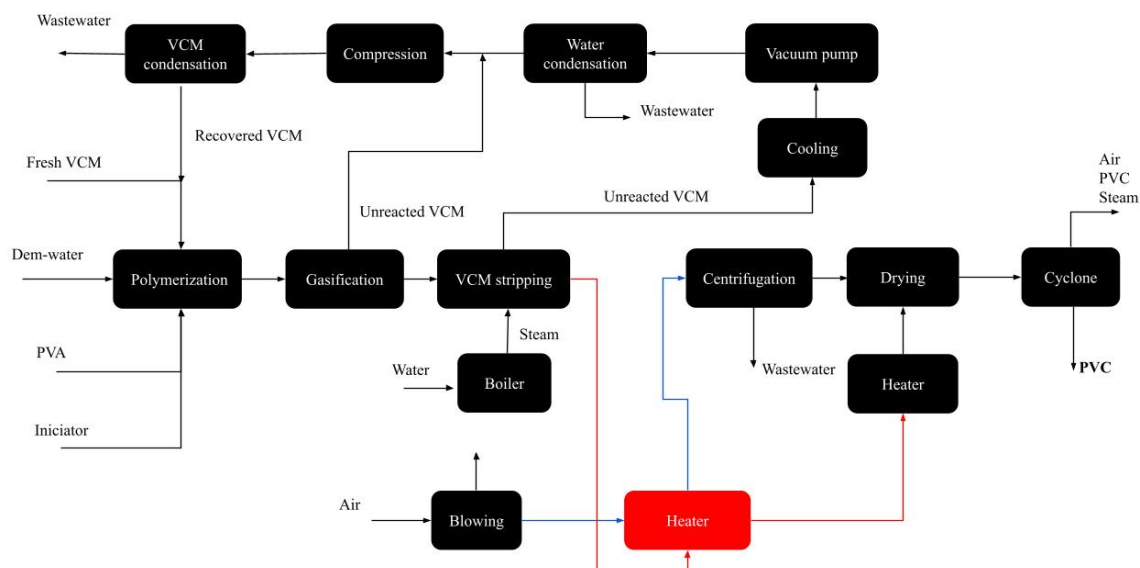 Wastewater
VCM
condensation
Compression
Water
condensation
Vacuum pump
Wastewater
Recovered VCM
Cooling
Fresh VCM
Unreacted VCM
Unreacted VCM
Air
PVC
Steam
Dem-water
Polymerization
Gasification
VCM stripping
Centrifugation
Drying
Cyclone
Steam
PVA
Water
Boiler
Wastewater
Heater
PVC
Iniciator
Air
Blowing
Heater